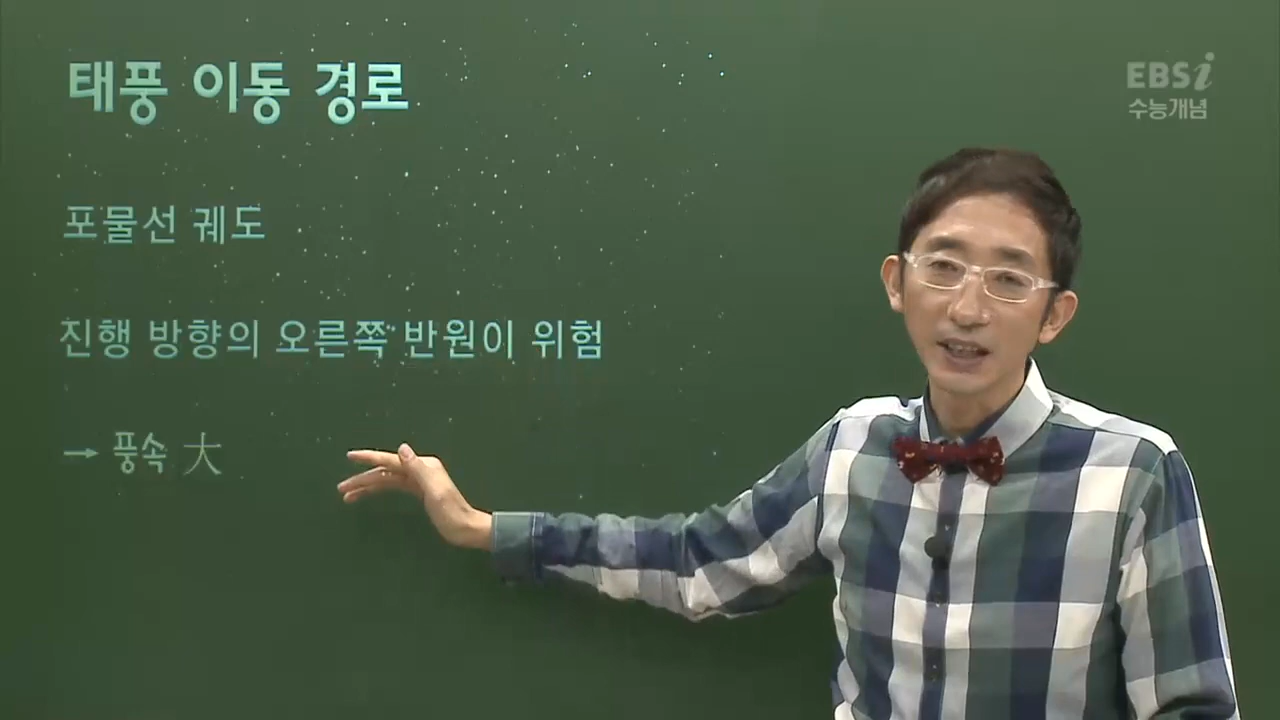 태풍 이동 경로
EBSi
수능개념
포물선 궤도
진행 방향의 오른쪽 반원이 위험
→ 풍속 大